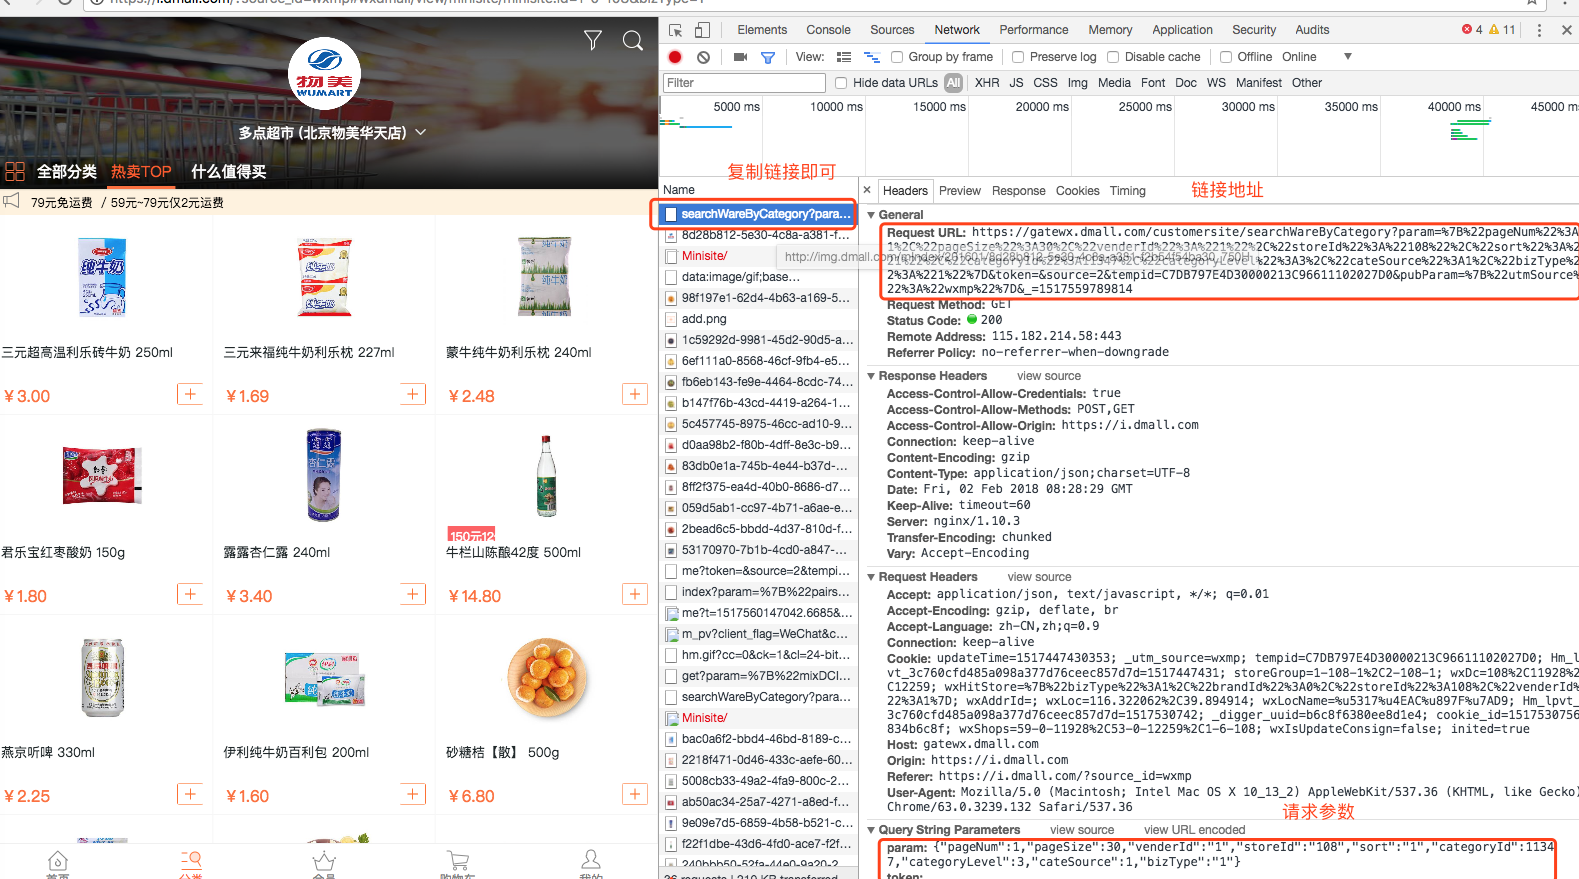 物美
WUMART
多点超市 (北京物美华天店)
全部分类 热卖TOP 什么值得买
79元免运费 / 59元~79元仅2元运费
三元超高温利乐砖牛奶 250ml
三元来福纯牛奶利乐枕 227ml
蒙牛纯牛奶利乐枕 240ml
¥3.00
¥1.69
¥2.48
君乐宝红枣酸奶 150g
露露杏仁露 240ml
150元12
牛栏山陈酿42度 500ml
¥1.80
¥3.40
¥14.80
燕京听啤 330ml
伊利纯牛奶百利包 200ml
砂糖桔【散】 500g
¥2.25
¥1.60
¥6.80
Elements Console Sources Network Performance Memory Application Security Audits 4 11
View: Group by frame Preserve log Disable cache Offline Online
Filter Hide data URLs All XHR JS CSS Img Media Font Doc WS Manifest Other
5000 ms 10000 ms 15000 ms 20000 ms 25000 ms 30000 ms 35000 ms 40000 ms 45000
复制链接即可
Name
searchWareByCategory?para...
8d28b812-5e30-4c8a-a381-f...
Minisite/
data:image/gif;base...
98f197e1-62d4-4b63-a169-5...
add.png
1c59292d-9981-45d2-90d5-a...
6ef111a0-8568-46cf-9fb4-e5...
fb6eb143-fe9e-4464-8cdc-74...
b147f76b-43cd-4419-a264-1...
5c457745-8975-46cc-ad10-9...
d0aa98b2-f80b-4dff-8e3c-b9...
83db0e1a-745b-4e44-b37d-...
8ff2f375-ea4d-40b0-8686-d7...
059d5ab1-cc97-4b71-a6ae-e...
2bead6c5-bbdd-4d37-810d-f...
53170970-7b1b-4cd0-a847-...
me?token=&source=2&tempi...
index?param=%7B%22pairs...
me?t=1517560147042.6685&...
m_pv?client_flag=WeChat&c...
hm.gif?cc=0&ck=1&cl=24-bit...
get?param=%7B%22mixDCl...
searchWareByCategory?para...
Minisite/
bac0a6f2-bbd4-46bd-8189-c...
2218f471-0d46-433c-aefe-60...
5008cb33-49a2-4fa9-800c-2...
ab50ac34-25a7-4271-a8ed-f...
9e09e7d5-6859-4b58-b521-c...
f22f1dbe-43d6-4fd0-ace7-f2f...
Headers Preview Response Cookies Timing
链接地址
General
Request URL: https://gatewx.dmall.com/customersite/searchWareByCategory?param=%7B%22pageNum%22%3A
1%2C%22pageSize%22%3A30%2C%22venderId%22%3A%221%22%2C%22storeId%22%3A%22108%22%2C%22sort%22%3A%
2%3A%221%22%7D&token=&source=2&tempid=C7DB797E4D30000213C96611102027D0&pubParam=%7B%22utmSource%
22%3A%22wxmp%22%7D&_=1517559789814
Request Method: GET
Status Code: 200
Remote Address: 115.182.214.58:443
Referrer Policy: no-referrer-when-downgrade
Response Headers view source
Access-Control-Allow-Credentials: true
Access-Control-Allow-Methods: POST,GET
Access-Control-Allow-Origin: https://i.dmall.com
Connection: keep-alive
Content-Encoding: gzip
Content-Type: application/json;charset=UTF-8
Date: Fri, 02 Feb 2018 08:28:29 GMT
Keep-Alive: timeout=60
Server: nginx/1.10.3
Transfer-Encoding: chunked
Vary: Accept-Encoding
Request Headers view source
Accept: application/json, text/javascript, */*; q=0.01
Accept-Encoding: gzip, deflate, br
Accept-Language: zh-CN,zh;q=0.9
Connection: keep-alive
Cookie: updateTime=1517447430353; _utm_source=wxmp; tempid=C7DB797E4D30000213C96611102027D0; Hm_l
vt_3c760cfd485a098a377d76ceec857d7d=1517447431; storeGroup=1-108-1%2C2-108-1; wxDc=108%2C11928%2
C12259; wxHitStore=%7B%22bizType%22%3A1%2C%22brandId%22%3A0%2C%22storeId%22%3A108%2C%22venderId%
22%3A1%7D; wxAddrId=; wxLoc=116.322062%2C39.894914; wxLocName=%u5317%u4EAC%u897F%u7AD9; Hm_lpvt_
3c760cfd485a098a377d76ceec857d7d=1517530742; _digger_uuid=b6c8f6380ee8d1e4; cookie_id=1517530756
834b6c8f; wxShops=59-0-11928%2C53-0-12259%2C1-6-108; wxIsUpdateConsign=false; inited=true
Host: gatewx.dmall.com
Origin: https://i.dmall.com
Referer: https://i.dmall.com/?source_id=wxmp
User-Agent: Mozilla/5.0 (Macintosh; Intel Mac OS X 10_13_2) AppleWebKit/537.36 (KHTML, like Gecko)
Chrome/63.0.3239.132 Safari/537.36
请求参数
Query String Parameters view source view URL encoded
param: {"pageNum":1,"pageSize":30,"venderId":"1","storeId":"108","sort":"1","categoryId":1134
7,"categoryLevel":3,"cateSource":1,"bizType":"1"}
token: